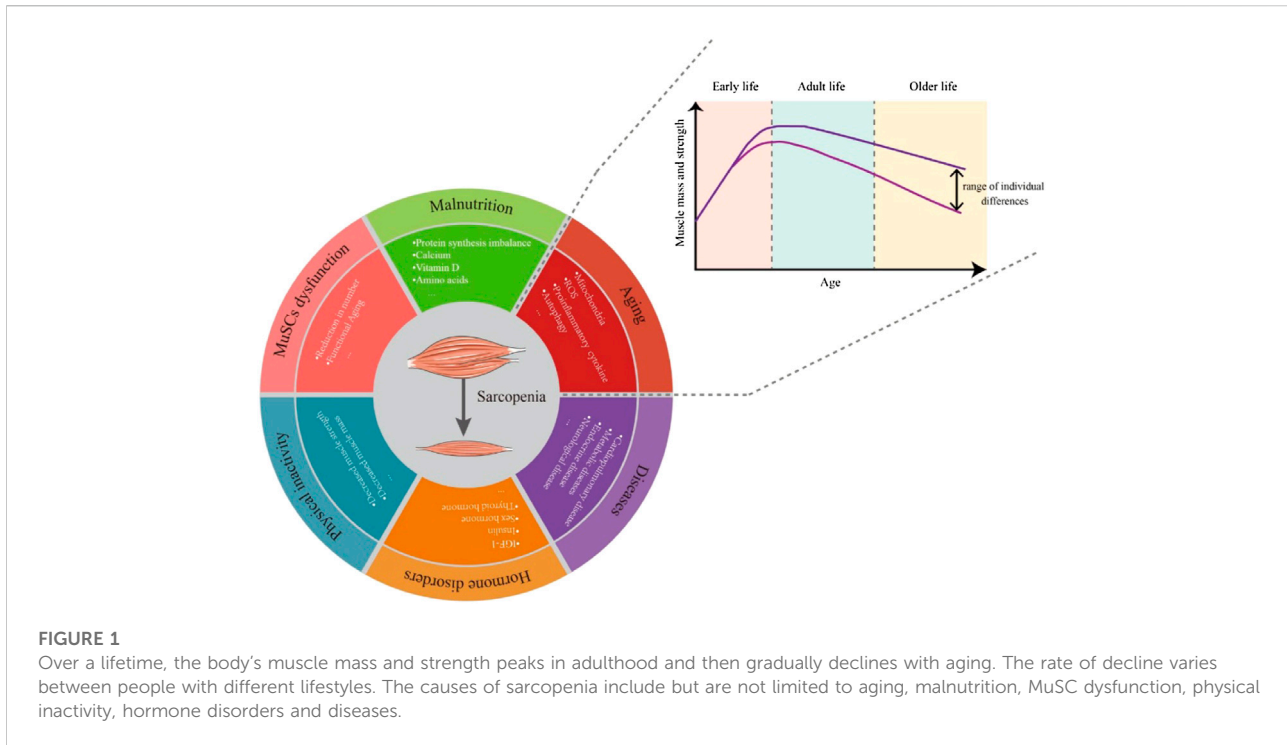 Early life
Adult life
Older life
Muscle mass and strength
range of individual
differences
Age
Malnutrition
•Protein synthesis imbalance
•Calcium
•Vitamin D
•Amino acids
...
Aging
•Mitochondria
•ROS
•Proinflammatory cytokine
•Autophagy
...
Diseases
•Cardiopulmonary disease
•Metabolic diseases
•Endocrine diseases
•Neurological disease
...
Hormone disorders
•IGF-1
•Insulin
•Sex hormone
•Thyroid hormone
...
Physical inactivity
•Decreased muscle strength
•Decreased muscle mass
...
MuSCs dysfunction
•Reduction in number
•Functional Aging
...
Sarcopenia
FIGURE 1
Over a lifetime, the body's muscle mass and strength peaks in adulthood and then gradually declines with aging. The rate of decline varies
between people with different lifestyles. The causes of sarcopenia include but are not limited to aging, malnutrition, MuSC dysfunction, physical
inactivity, hormone disorders and diseases.